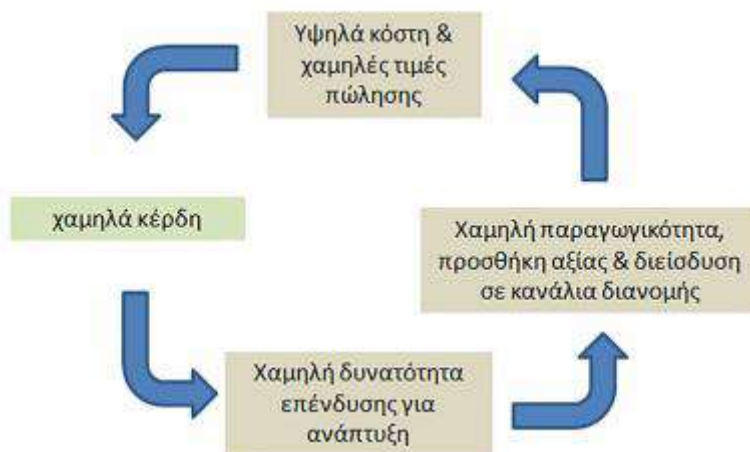 Υψηλά κόστη &
χαμηλές τιμές
πώλησης
χαμηλά κέρδη
Χαμηλή παραγωγικότητα,
προσθήκη αξίας & διείσδυση
σε κανάλια διανομής
Χαμηλή δυνατότητα
επένδυσης για
ανάπτυξη